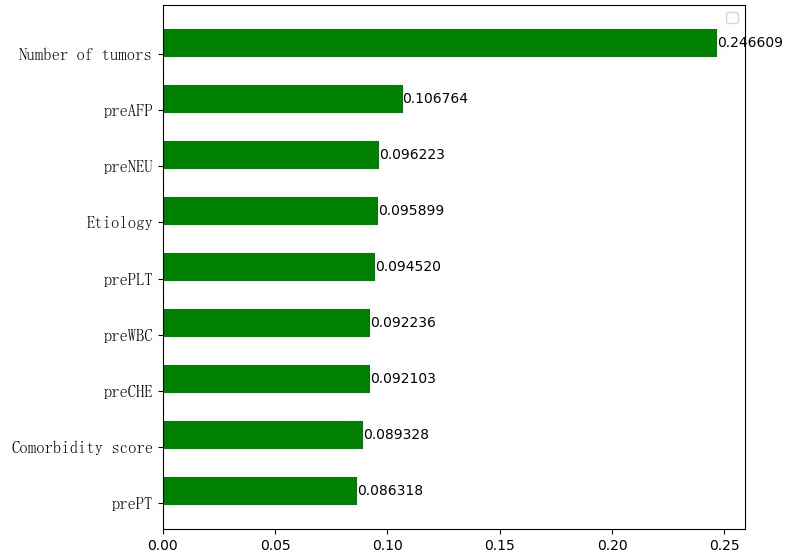 Number of tumors 0.246609
preAFP 0.106764
preNEU 0.096223
Etiology 0.095899
prePLT 0.094520
preWBC 0.092236
preCHE 0.092103
Comorbidity score 0.089328
prePT 0.086318
0.00 0.05 0.10 0.15 0.20 0.25